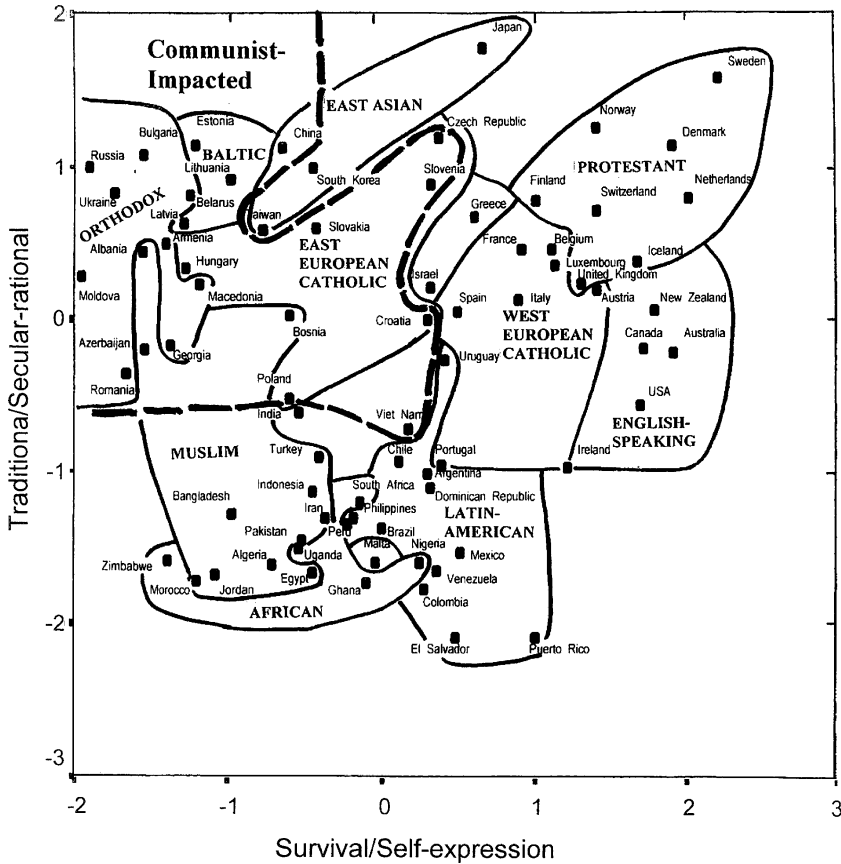 2
Communist-
Impacted
Japan
EAST ASIAN
Sweden
Norway
Estonia
Bulgaria
China
Czech Republic
Denmark
BALTIC
Russia
1
Lithuania
South Korea
Slovenia
PROTESTANT
Finland
Switzerland
Netherlands
Ukraine
Belarus
ORTHODOX
Latvia
Taiwan
Greece
Slovakia
Armenia
Albania
EAST
EUROPEAN
CATHOLIC
France
Belgium
Iceland
Hungary
Luxembourg
United Kingdom
Moldova
Macedonia
Israel
Spain
Italy
Austria
New Zealand
0
Bosnia
Croatia
WEST
EUROPEAN
CATHOLIC
Azerbaijan
Georgia
Uruguay
Canada
Australia
Romania
Poland
India
USA
Viet Nam
ENGLISH-
SPEAKING
MUSLIM
Turkey
Chile
Portugal
Ireland
-1
Indonesia
South Africa
Argentina
Dominican Republic
Bangladesh
Iran
Philippines
LATIN-
AMERICAN
Pakistan
Peru
Brazil
Zimbabwe
Algeria
Uganda
Malta
Nigeria
Mexico
Morocco
Jordan
Egypt
Ghana
Venezuela
Colombia
AFRICAN
-2
El Salvador
Puerto Rico
-3
-2
-1
0
1
2
3
Traditiona/Secular-rational
Survival/Self-expression